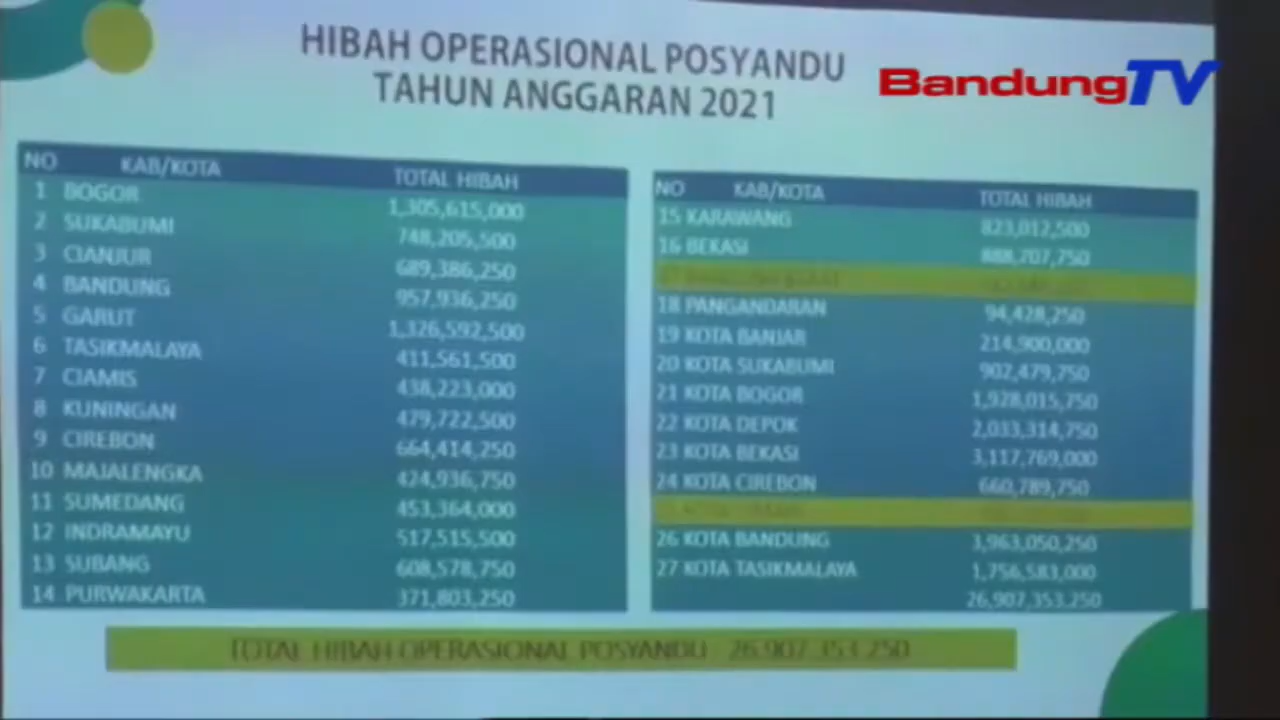 HIBAH OPERASIONAL POSYANDU
TAHUN ANGGARAN 2021
BandungTV
NO KAB/KOTA TOTAL HIBAH
1 BOGOR 1,305,615,000
2 SUKABUMI 748,205,500
3 CIANJUR 689,386,250
4 BANDUNG 957,936,250
5 GARUT 1,326,592,500
6 TASIKMALAYA 411,561,500
7 CIAMIS 438,223,000
8 KUNINGAN 479,722,500
9 CIREBON 664,414,250
10 MAJALENGKA 424,936,750
11 SUMEDANG 453,364,000
12 INDRAMAYU 517,515,500
13 SUBANG 608,578,750
14 PURWAKARTA 371,803,250
NO KAB/KOTA TOTAL HIBAH
15 KARAWANG 823,012,500
16 BEKASI 888,707,750
18 PANGANDARAN 94,428,250
19 KOTA BANJAR 214,900,000
20 KOTA SUKABUMI 902,479,750
21 KOTA BOGOR 1,928,015,750
22 KOTA DEPOK 2,033,314,750
23 KOTA BEKASI 3,117,769,000
24 KOTA CIREBON 660,789,750
26 KOTA BANDUNG 3,963,050,250
27 KOTA TASIKMALAYA 1,756,583,000
26,907,353,250
TOTAL HIBAH OPERASIONAL POSYANDU 26.907.353.250